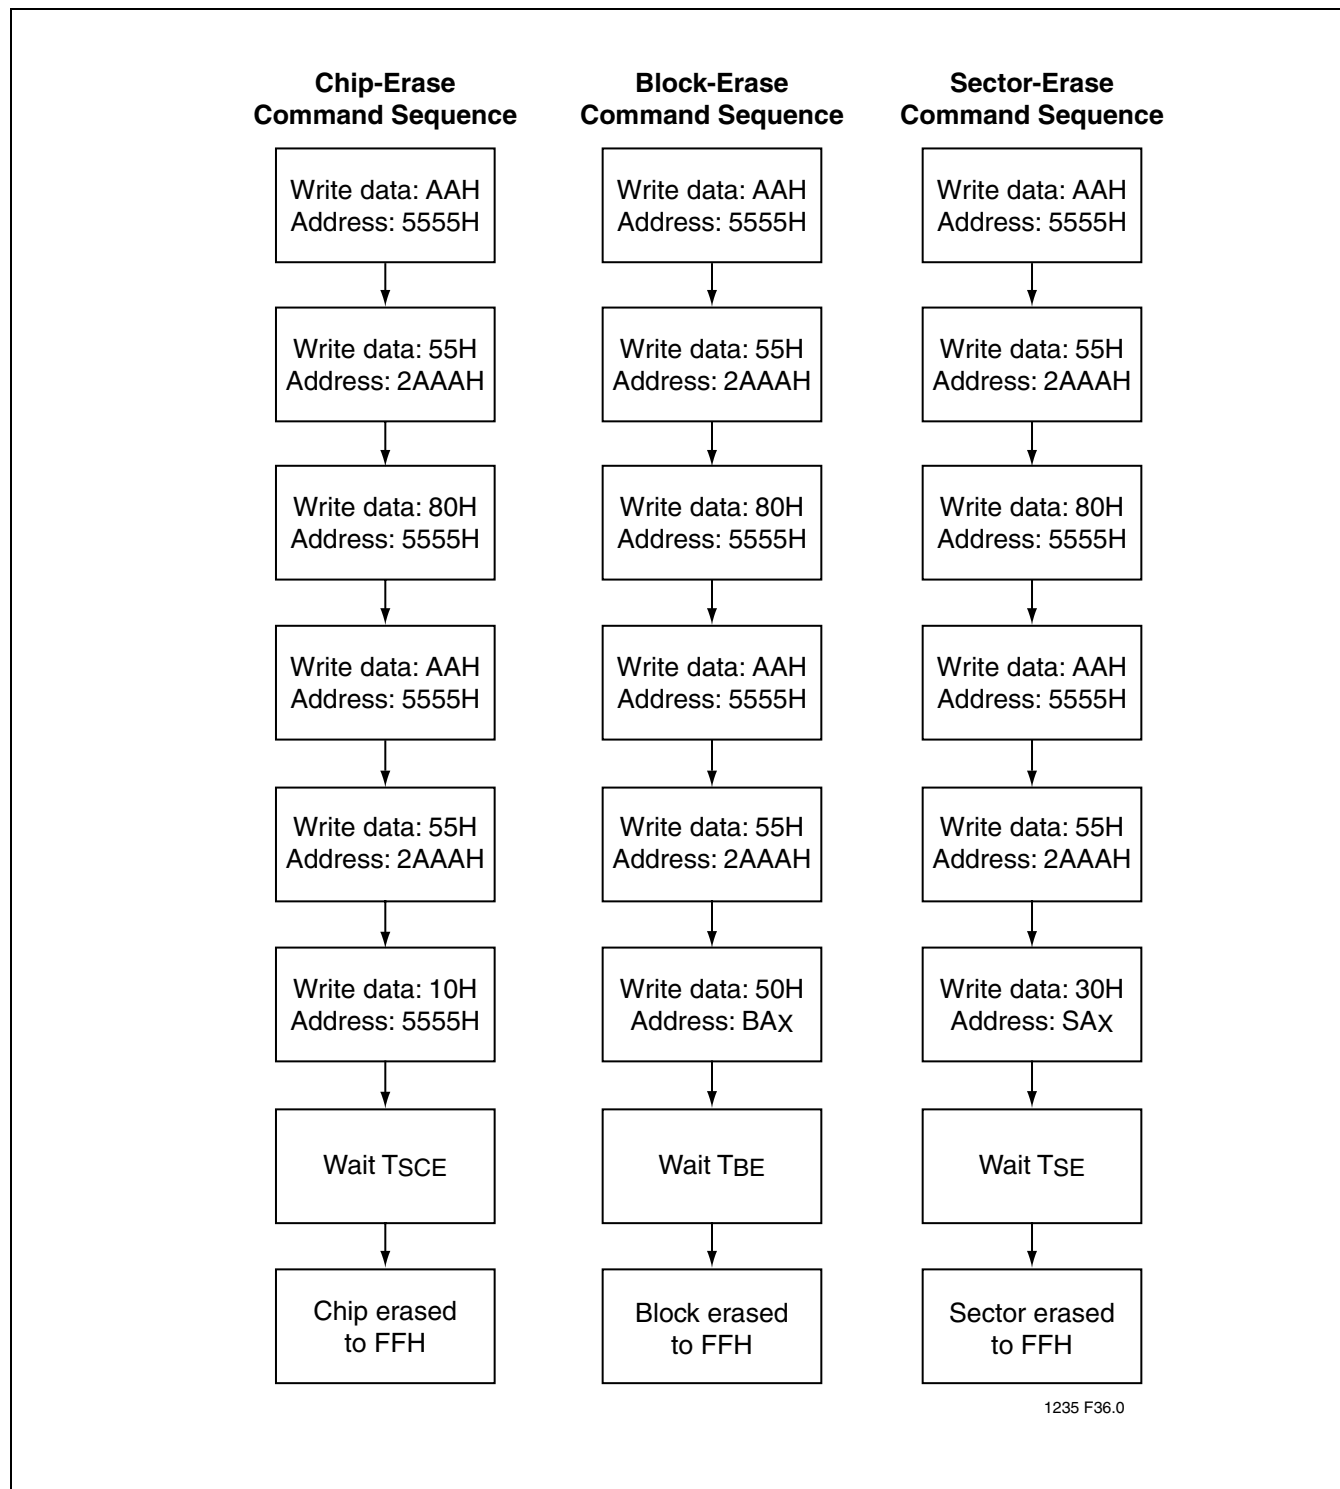 Chip-Erase
Command Sequence
Write data: AAH
Address: 5555H
Write data: 55H
Address: 2AAAH
Write data: 80H
Address: 5555H
Write data: AAH
Address: 5555H
Write data: 55H
Address: 2AAAH
Write data: 10H
Address: 5555H
Wait TSCE
Chip erased
to FFH
Block-Erase
Command Sequence
Write data: AAH
Address: 5555H
Write data: 55H
Address: 2AAAH
Write data: 80H
Address: 5555H
Write data: AAH
Address: 5555H
Write data: 55H
Address: 2AAAH
Write data: 50H
Address: BAX
Wait TBE
Block erased
to FFH
Sector-Erase
Command Sequence
Write data: AAH
Address: 5555H
Write data: 55H
Address: 2AAAH
Write data: 80H
Address: 5555H
Write data: AAH
Address: 5555H
Write data: 55H
Address: 2AAAH
Write data: 30H
Address: SAX
Wait TSE
Sector erased
to FFH
1235 F36.0